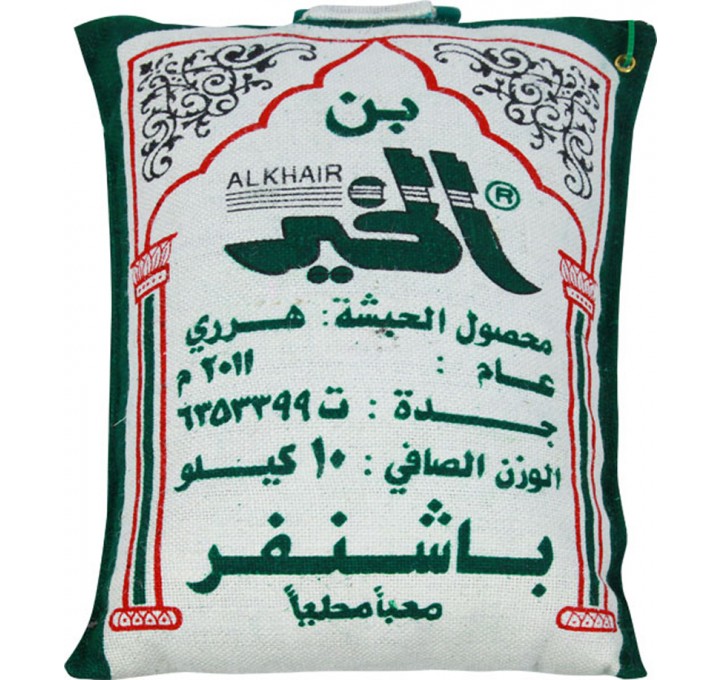 بن
ALKHAIR
الخير ®
محصول الحبشة : هرري
عام : ٢٠١١ م
جدة : ت ٦٣٥٣٣٩٩
الوزن الصافي : ١٠ كيلو
باشنفر
معبأ محلياً